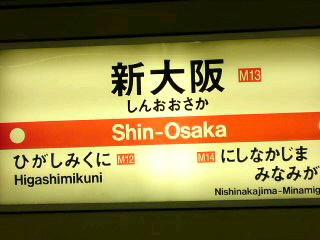 新大阪 M13
しんおおさか
Shin-Osaka
ひがしみくに M12
Higashimikuni
M14 にしなかじま
みなみが
Nishinakajima-Minamig